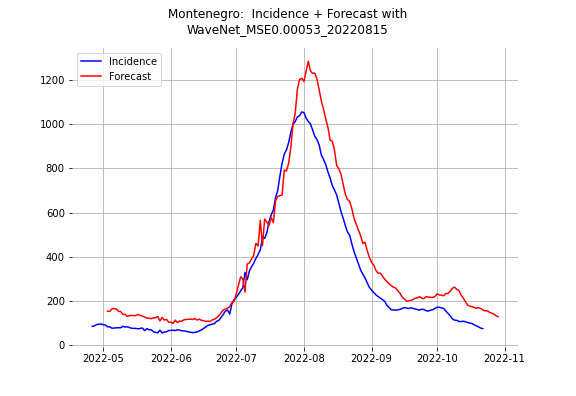 Montenegro:  Incidence + Forecast with
WaveNet_MSE0.00053_20220815
Incidence
Forecast
1200
1000
800
600
400
200
0
2022-05 2022-06 2022-07 2022-08 2022-09 2022-10 2022-11